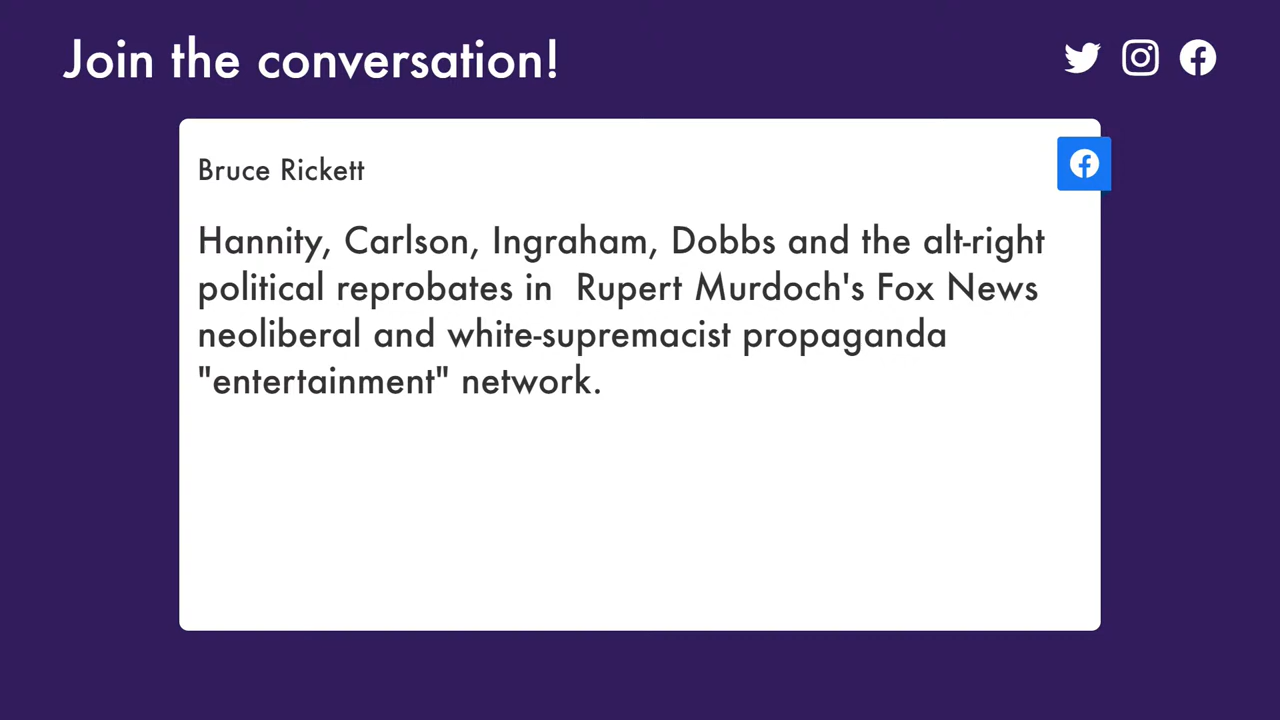 Join the conversation!
Bruce Rickett
Hannity, Carlson, Ingraham, Dobbs and the alt-right
political reprobates in  Rupert Murdoch's Fox News
neoliberal and white-supremacist propaganda
"entertainment" network.